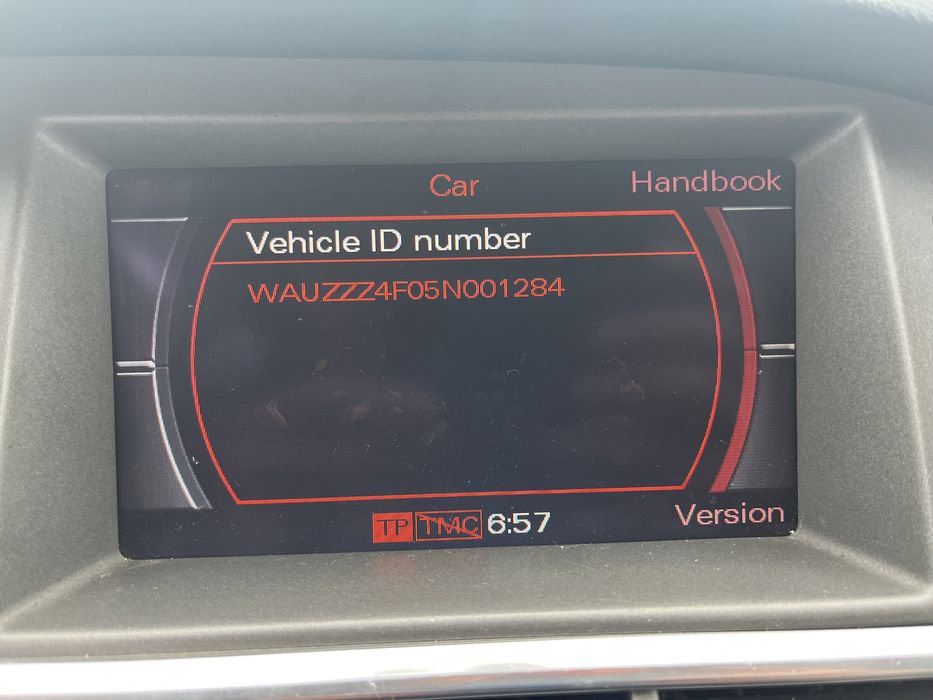 Car
Handbook
Vehicle ID number
WAUZZZ4F05N001284
TP TMC 6:57
Version